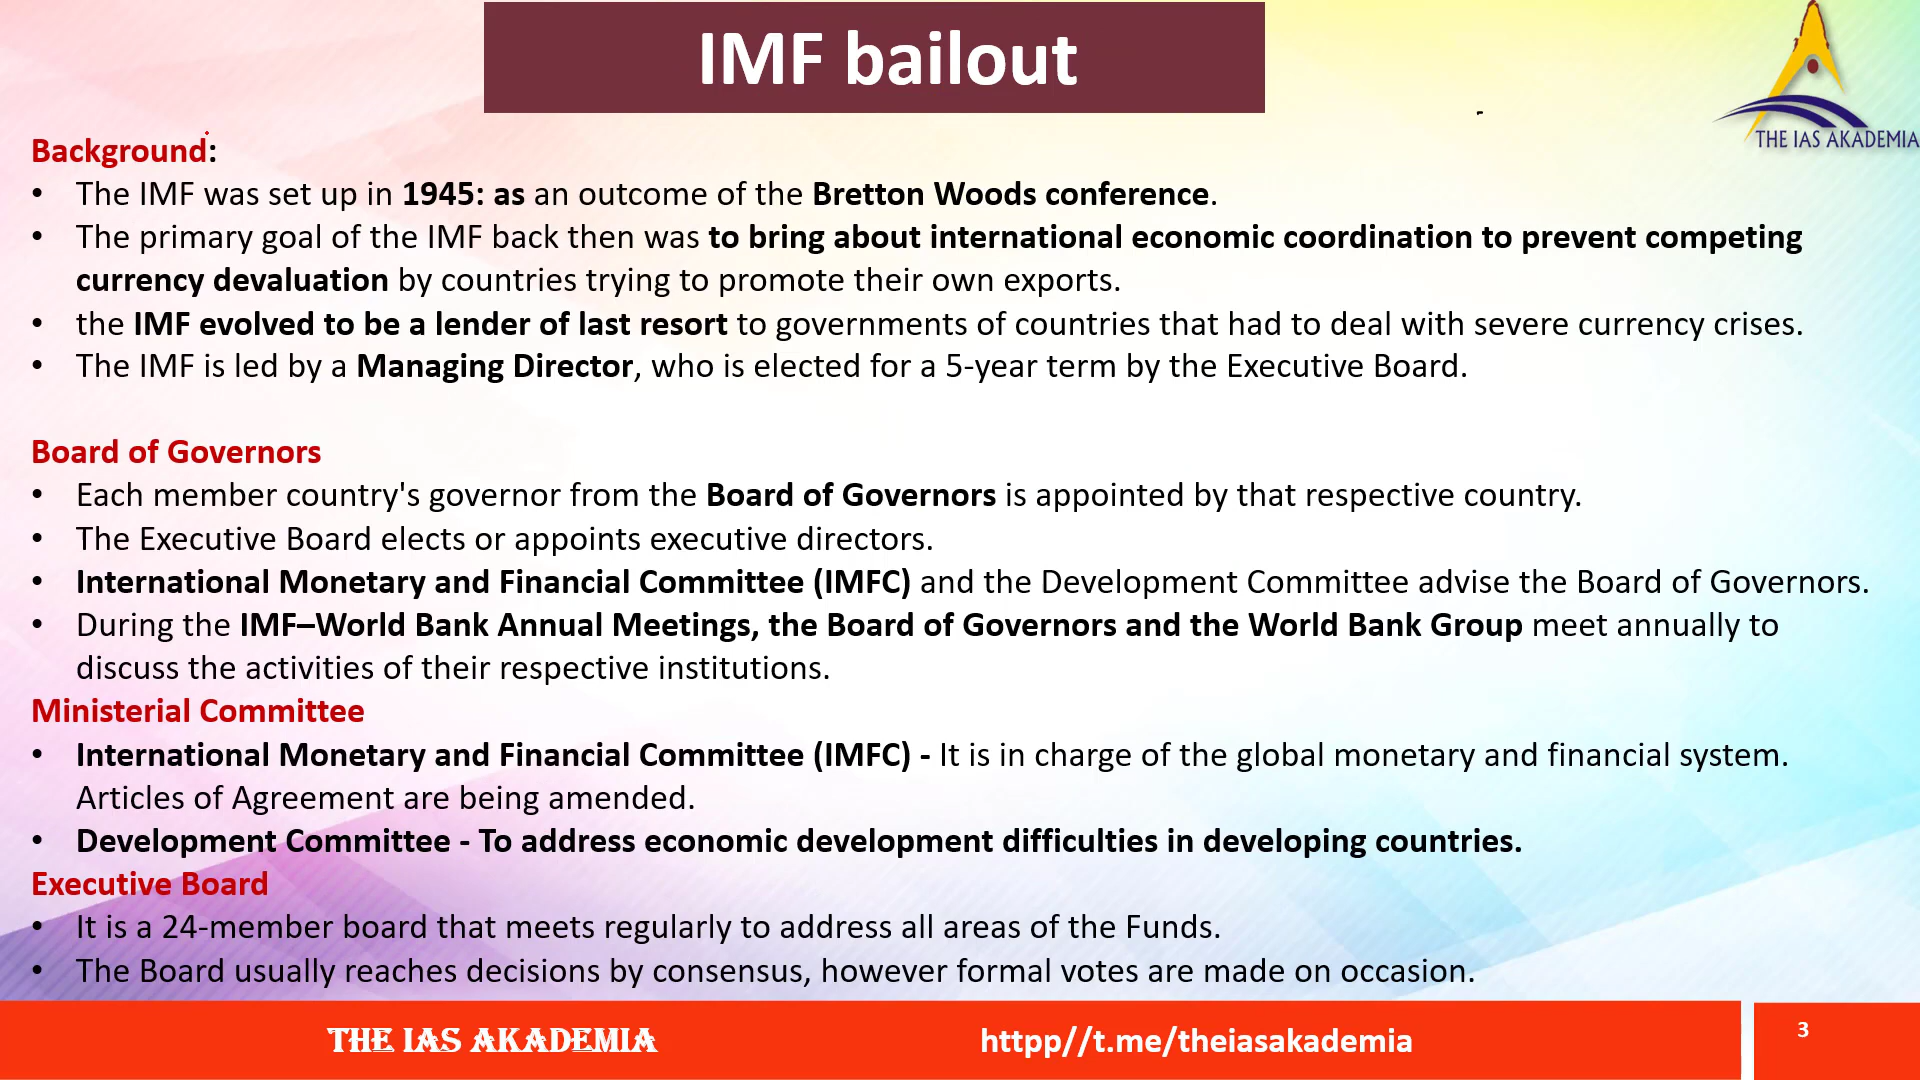 IMF bailout
THE IAS AKADEMIA
Background:
• The IMF was set up in 1945: as an outcome of the Bretton Woods conference.
• The primary goal of the IMF back then was to bring about international economic coordination to prevent competing
currency devaluation by countries trying to promote their own exports.
• the IMF evolved to be a lender of last resort to governments of countries that had to deal with severe currency crises.
• The IMF is led by a Managing Director, who is elected for a 5-year term by the Executive Board.
Board of Governors
• Each member country's governor from the Board of Governors is appointed by that respective country.
• The Executive Board elects or appoints executive directors.
• International Monetary and Financial Committee (IMFC) and the Development Committee advise the Board of Governors.
• During the IMF–World Bank Annual Meetings, the Board of Governors and the World Bank Group meet annually to
discuss the activities of their respective institutions.
Ministerial Committee
• International Monetary and Financial Committee (IMFC) - It is in charge of the global monetary and financial system.
Articles of Agreement are being amended.
• Development Committee - To address economic development difficulties in developing countries.
Executive Board
• It is a 24-member board that meets regularly to address all areas of the Funds.
• The Board usually reaches decisions by consensus, however formal votes are made on occasion.
THE IAS AKADEMIA
httpp//t.me/theiasakademia
3